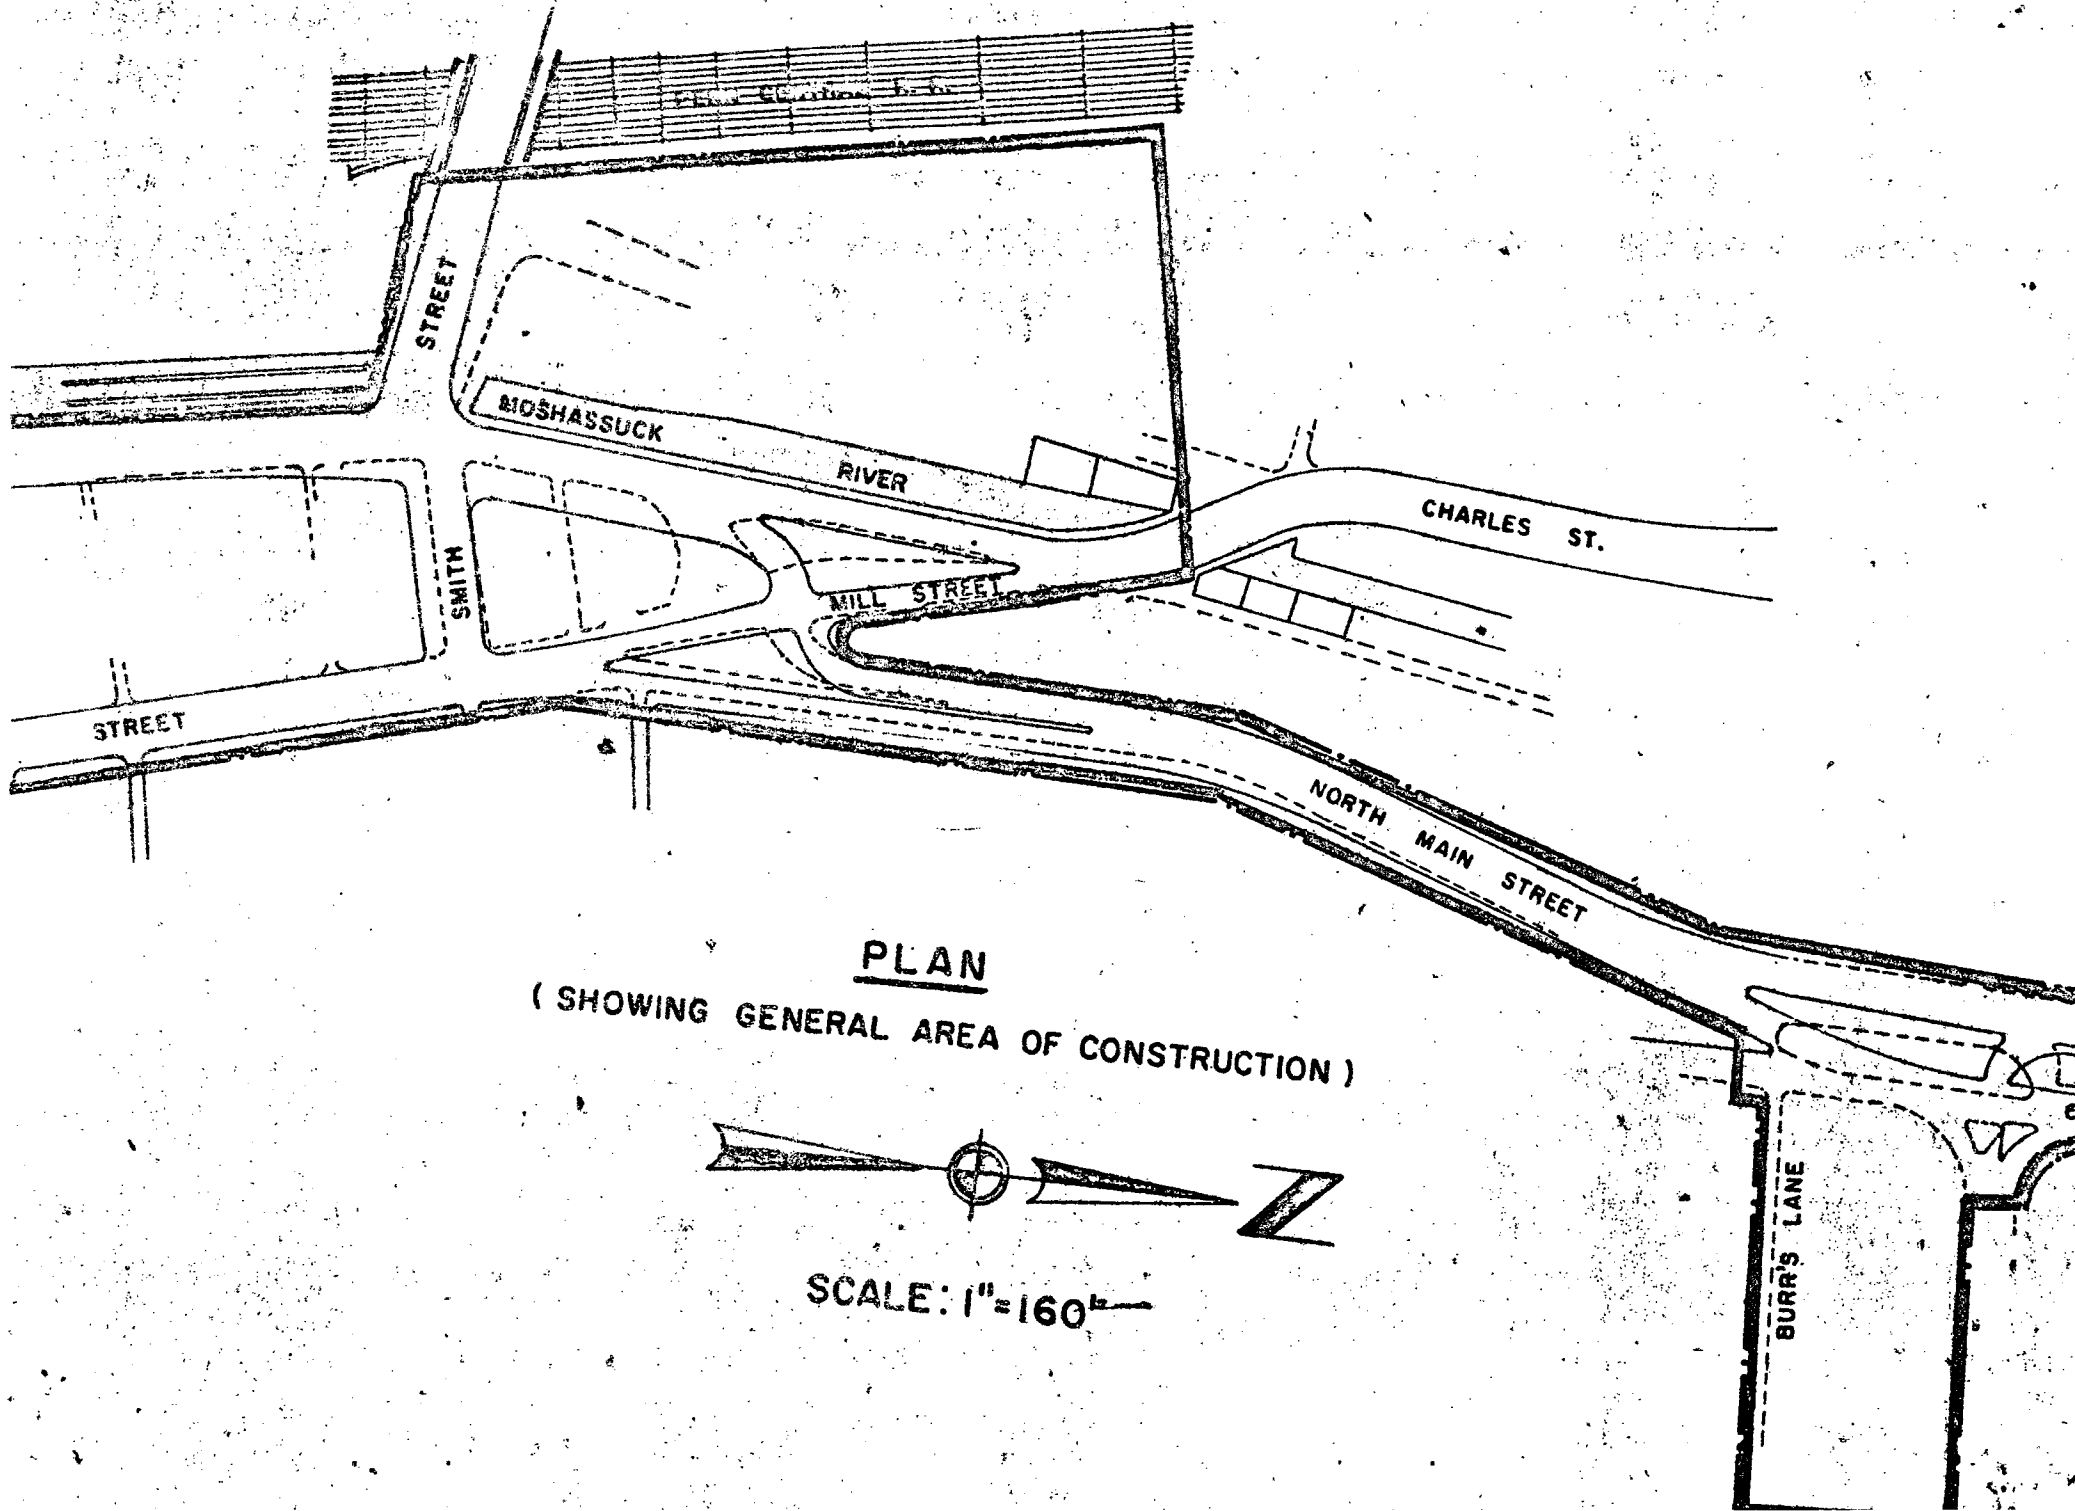 STREET
MOSHASSUCK
RIVER
CHARLES ST.
SMITH
MILL STREET
STREET
NORTH MAIN STREET
PLAN
( SHOWING GENERAL AREA OF CONSTRUCTION )
BURR'S LANE
N
SCALE: 1"=160'